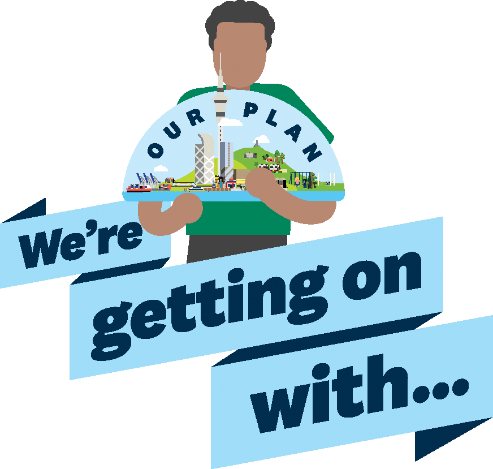 OUR PLAN
We're
getting on
with...